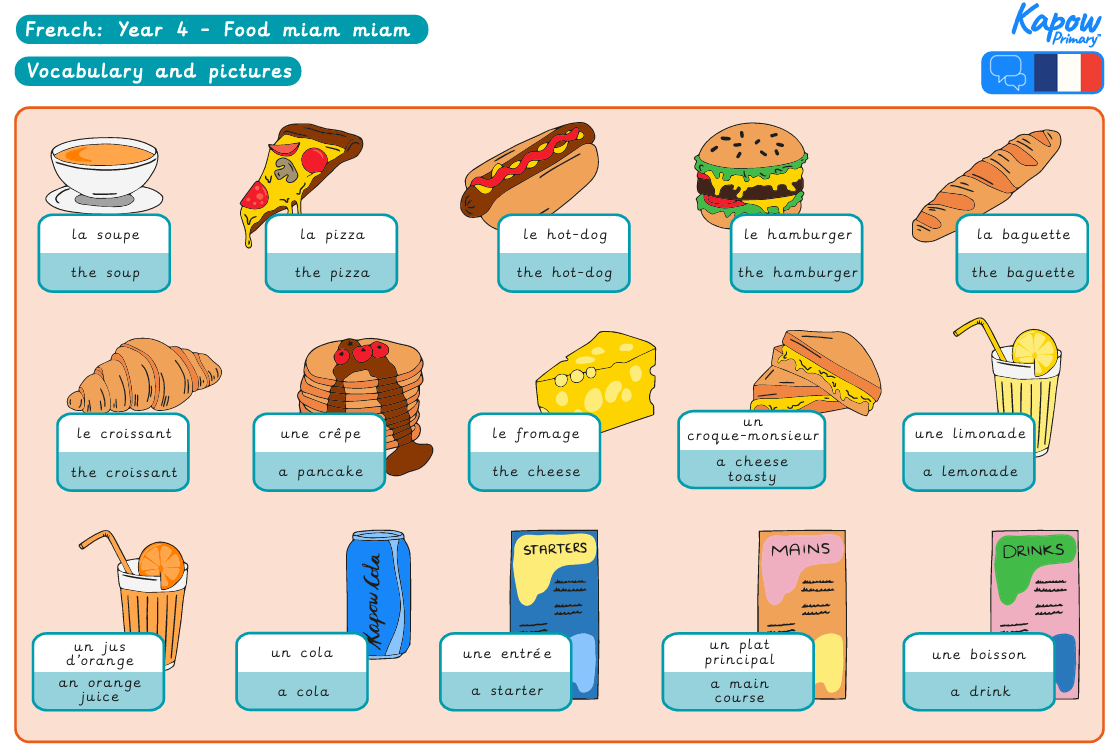 French: Year 4 - Food miam miam
Kapow
Primary™
Vocabulary and pictures
la soupe
the soup
la pizza
the pizza
le hot-dog
the hot-dog
le hamburger
the hamburger
la baguette
the baguette
le croissant
the croissant
une crêpe
a pancake
le fromage
the cheese
un
croque-monsieur
a cheese
toasty
une limonade
a lemonade
un jus
d'orange
an orange
juice
Kapow Cola
un cola
a cola
STARTERS
une entrée
a starter
MAINS
un plat
principal
a main
course
DRINKS
une boisson
a drink